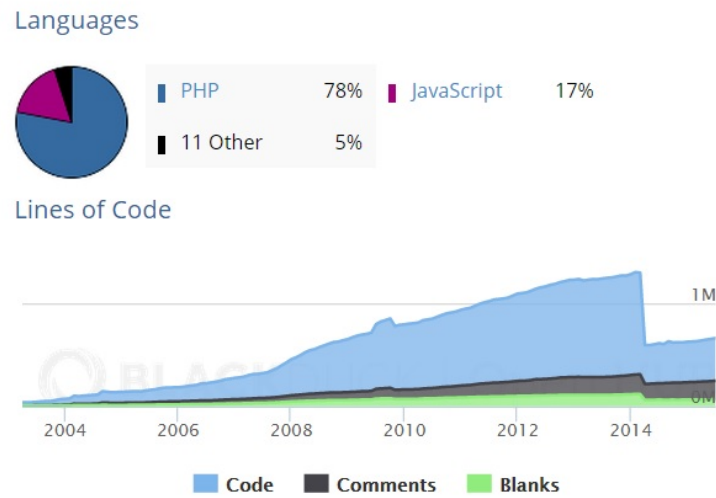 Languages
PHP 78% JavaScript 17%
11 Other 5%
Lines of Code
1M
0M
2004 2006 2008 2010 2012 2014
Code Comments Blanks